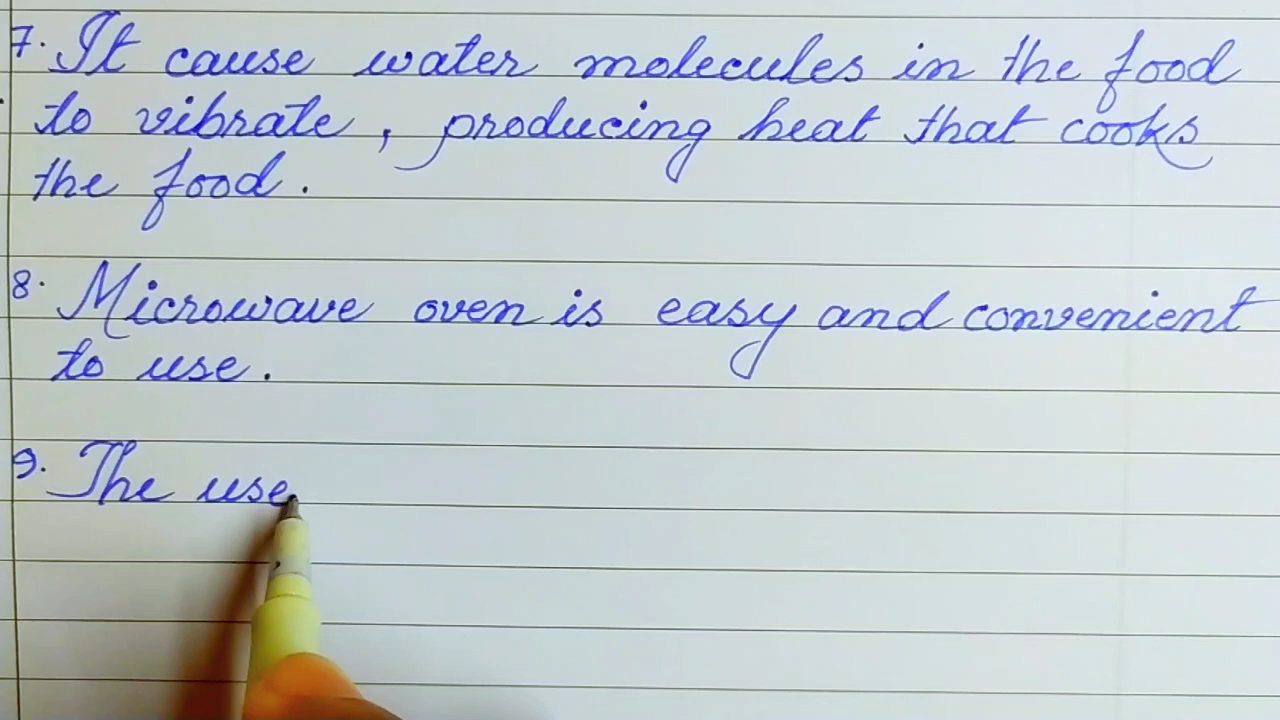 7. It cause water molecules in the food
to vibrate, producing heat that cooks
the food.
8. Microwave oven is easy and convenient
to use.
9. The use